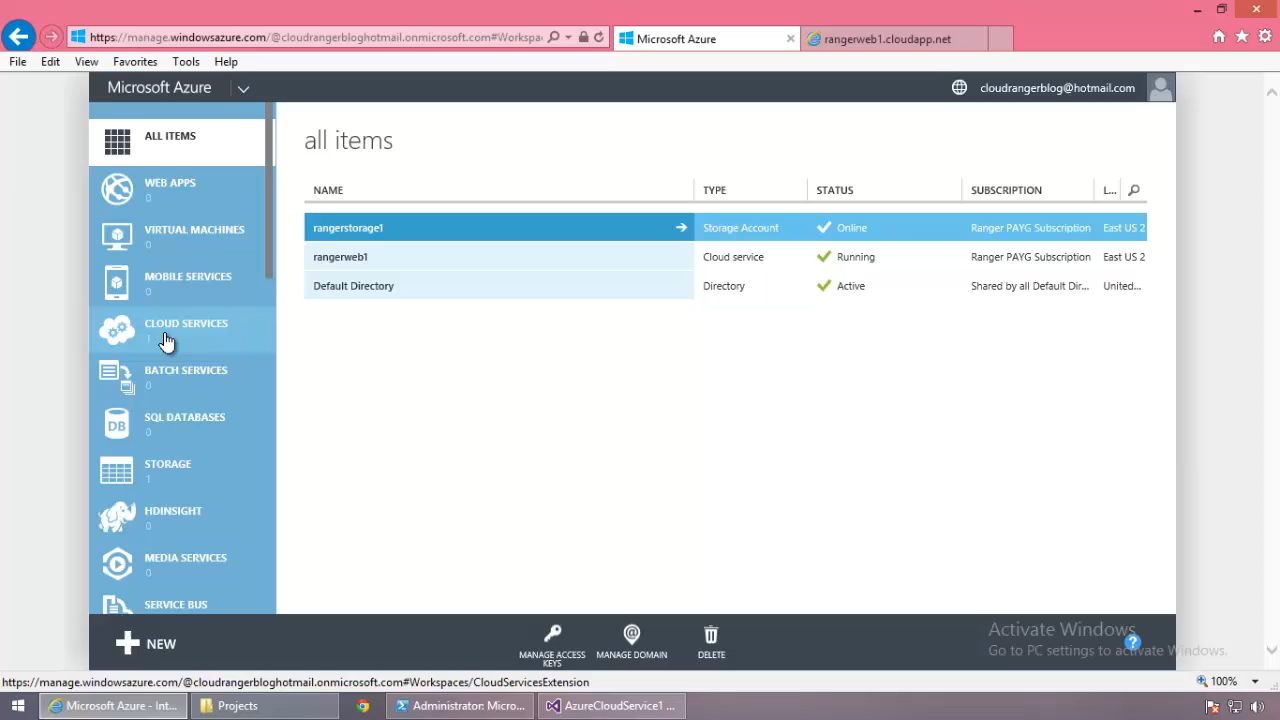 https://manage.windowsazure.com/@cloudrangerbloghotmail.onmicrosoft.com#Workspa
Microsoft Azure
rangerweb1.cloudapp.net
File Edit View Favorites Tools Help
Microsoft Azure
cloudrangerblog@hotmail.com
ALL ITEMS
WEB APPS
0
VIRTUAL MACHINES
0
MOBILE SERVICES
0
CLOUD SERVICES
1
BATCH SERVICES
0
SQL DATABASES
0
DB
STORAGE
1
HDINSIGHT
0
MEDIA SERVICES
0
SERVICE BUS
all items
NAME TYPE STATUS SUBSCRIPTION L...
rangerstorage1 Storage Account Online Ranger PAYG Subscription East US 2
rangerweb1 Cloud service Running Ranger PAYG Subscription East US 2
Default Directory Directory Active Shared by all Default Dir... United...
NEW
MANAGE ACCESS KEYS
MANAGE DOMAIN
DELETE
Activate Windows
Go to PC settings to activate Windows.
?
https://manage.windowsazure.com/@cloudrangerbloghotmail.onmicrosoft.com#Workspaces/CloudServicesExtension
100%
Microsoft Azure - Int...
Projects
Administrator: Micro...
AzureCloudService1 ...